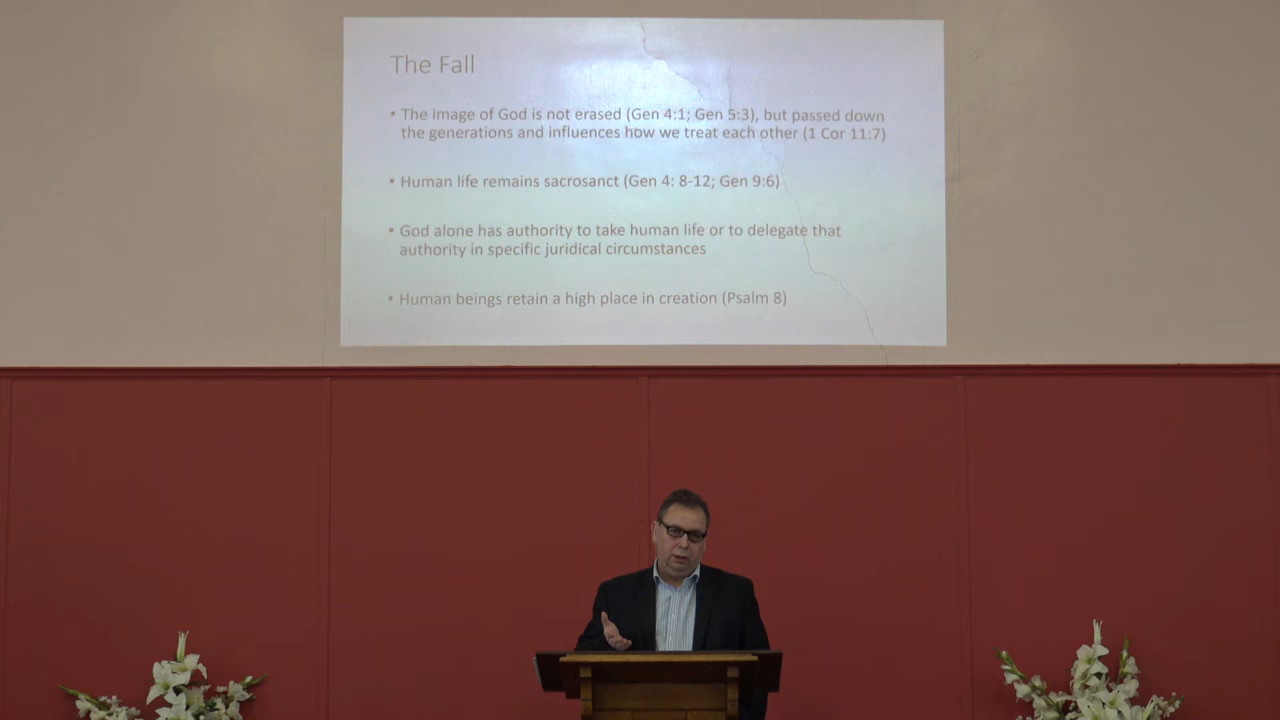 The Fall
• The image of God is not erased (Gen 4:1; Gen 5:3), but passed down
the generations and influences how we treat each other (1 Cor 11:7)
• Human life remains sacrosanct (Gen 4: 8-12; Gen 9:6)
• God alone has authority to take human life or to delegate that
authority in specific juridical circumstances
• Human beings retain a high place in creation (Psalm 8)